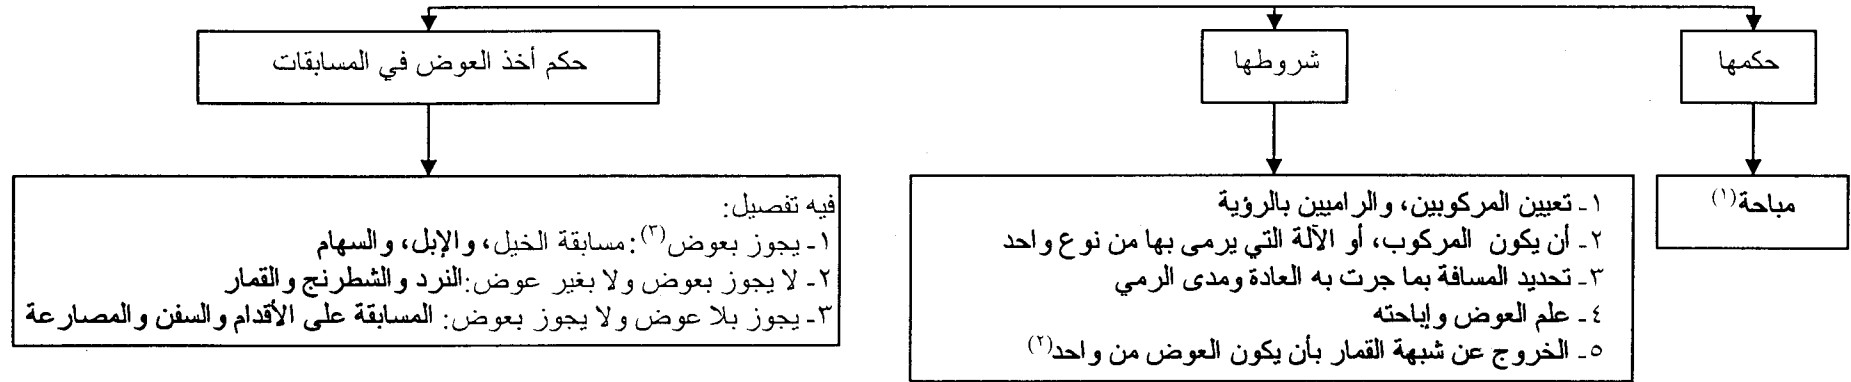 حكمها
مباحة(١)
شروطها
١- تعيين المركوبين، والراميين بالرؤية
٢- أن يكون المركوب، أو الآلة التي يرمى بها من نوع واحد
٣- تحديد المسافة بما جرت به العادة ومدى الرمي
٤- علم العوض وإباحته
٥- الخروج عن شبهة القمار بأن يكون العوض من واحد(٢)
حكم أخذ العوض في المسابقات
فيه تفصيل:
١- يجوز بعوض(٣): مسابقة الخيل، والإبل، والسهام
٢- لا يجوز بعوض ولا بغير عوض:النرد والشطرنج والقمار
٣- يجوز بلا عوض ولا يجوز بعوض: المسابقة على الأقدام والسفن والمصارعة